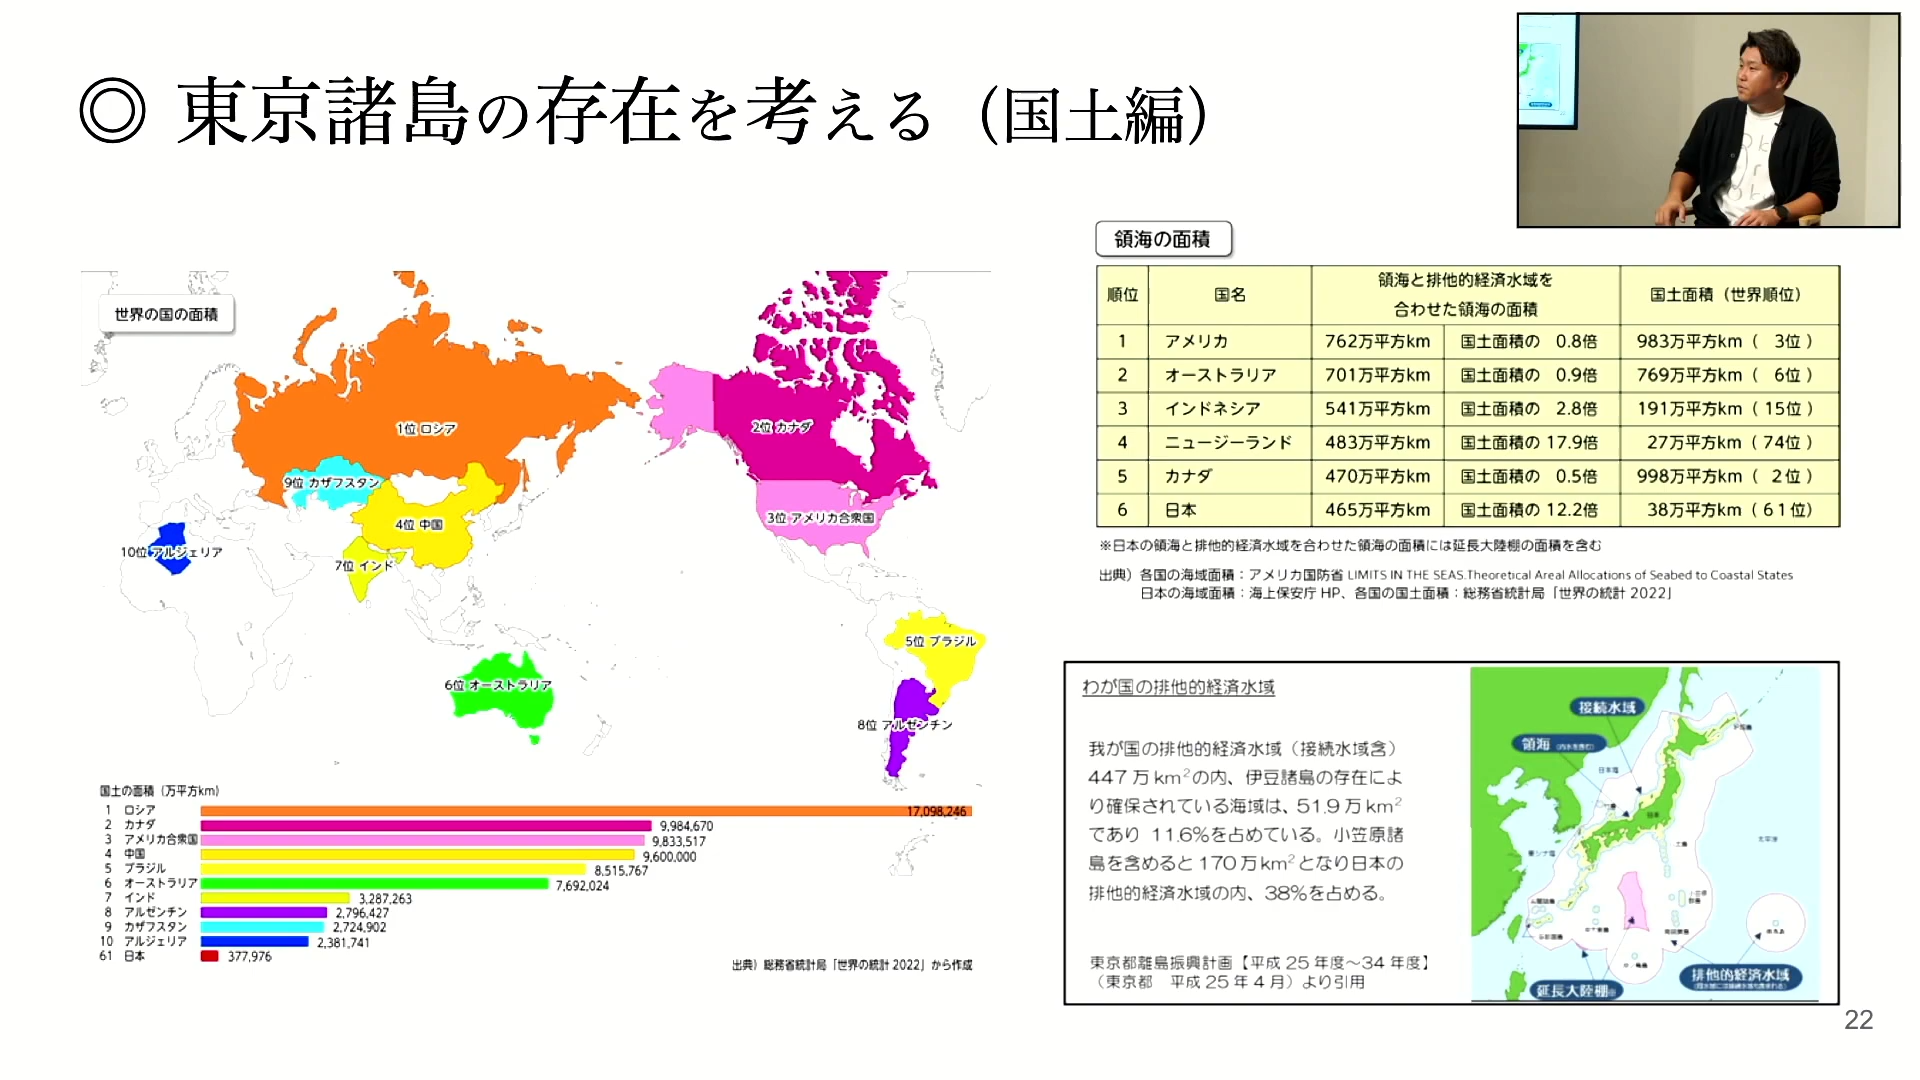 ◎ 東京諸島の存在を考える（国土編）
世界の国の面積
1位 ロシア
2位 カナダ
9位 カザフスタン
4位 中国
3位 アメリカ合衆国
10位 アルジェリア
7位 インド
5位 ブラジル
6位 オーストラリア
8位 アルゼンチン
国土の面積（万平方km）
1 ロシア 17,098,246
2 カナダ 9,984,670
3 アメリカ合衆国 9,833,517
4 中国 9,600,000
5 ブラジル 8,515,767
6 オーストラリア 7,692,024
7 インド 3,287,263
8 アルゼンチン 2,796,427
9 カザフスタン 2,724,902
10 アルジェリア 2,381,741
61 日本 377,976
出典）総務省統計局「世界の統計 2022」から作成
領海の面積
順位 国名 領海と排他的経済水域を 国土面積（世界順位）
合わせた領海の面積
1 アメリカ 762万平方km 国土面積の 0.8倍 983万平方km（ 3位 ）
2 オーストラリア 701万平方km 国土面積の 0.9倍 769万平方km（ 6位 ）
3 インドネシア 541万平方km 国土面積の 2.8倍 191万平方km（ 15位 ）
4 ニュージーランド 483万平方km 国土面積の 17.9倍 27万平方km（ 74位 ）
5 カナダ 470万平方km 国土面積の 0.5倍 998万平方km（ 2位 ）
6 日本 465万平方km 国土面積の 12.2倍 38万平方km（ 61位）
※日本の領海と排他的経済水域を合わせた領海の面積には延長大陸棚の面積を含む
出典）各国の海域面積：アメリカ国防省 LIMITS IN THE SEAS.Theoretical Areal Allocations of Seabed to Coastal States
日本の海域面積：海上保安庁 HP、各国の国土面積：総務省統計局「世界の統計 2022」
わが国の排他的経済水域
我が国の排他的経済水域（接続水域含）
447 万 km²の内、伊豆諸島の存在によ
り確保されている海域は、51.9 万 km²
であり 11.6%を占めている。小笠原諸
島を含めると 170 万 km²となり日本の
排他的経済水域の内、38%を占める。
東京都離島振興計画【平成 25 年度～34 年度】
（東京都 平成 25 年 4 月）より引用
接続水域
領海（内水を含む）
日本海
太平洋
東シナ海
延長大陸棚※
排他的経済水域
22